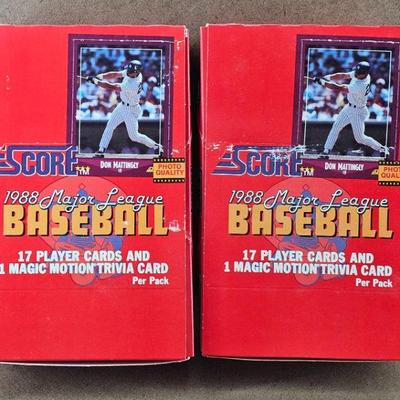 SCORE
DON MATTINGLY
1B
PHOTO
QUALITY
1988 Major League
BASEBALL
17 PLAYER CARDS AND
1 MAGIC MOTION TRIVIA CARD
Per Pack
SCORE
DON MATTINGLY
1B
PHOTO
QUALITY
1988 Major League
BASEBALL
17 PLAYER CARDS AND
1 MAGIC MOTION TRIVIA CARD
Per Pack